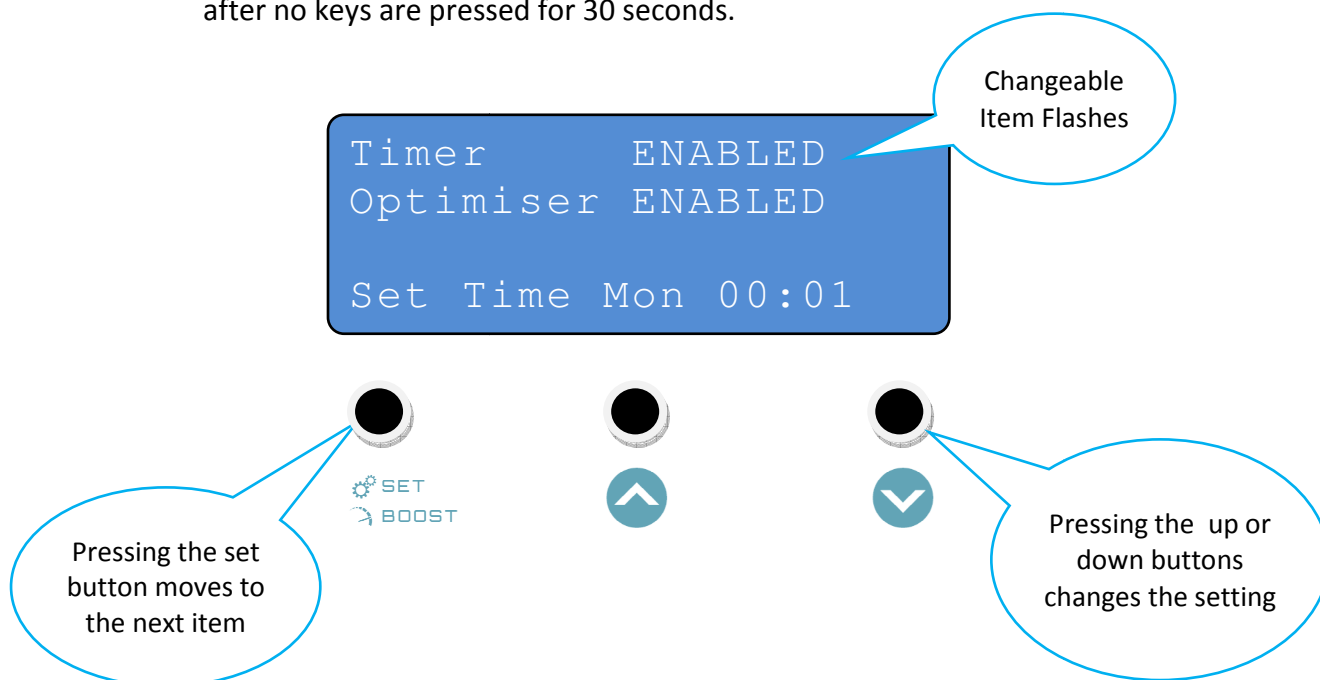 after no keys are pressed for 30 seconds.
Changeable
Item Flashes
Timer ENABLED
Optimiser ENABLED
Set Time Mon 00:01
SET
BOOST
Pressing the set
button moves to
the next item
Pressing the up or
down buttons
changes the setting